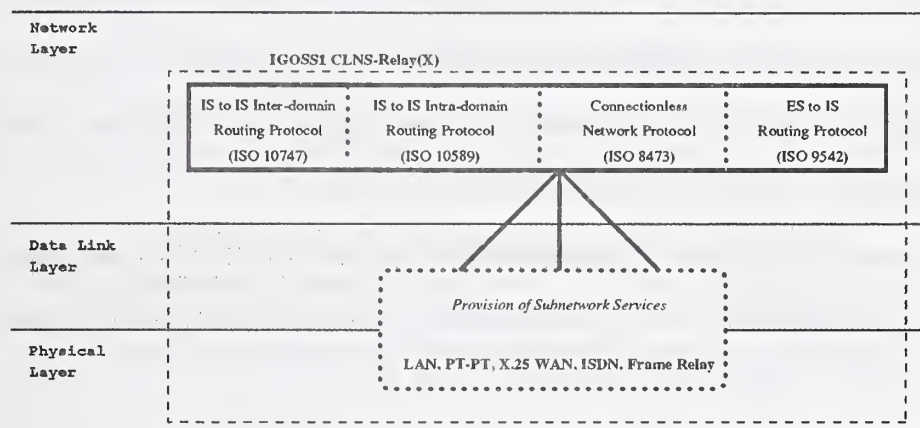 Network
Layer
IGOSS1 CLNS-Relay(X)
IS to IS Inter-domain
Routing Protocol
(ISO 10747)
IS to IS Intra-domain
Routing Protocol
(ISO 10589)
Connectionless
Network Protocol
(ISO 8473)
ES to IS
Routing Protocol
(ISO 9542)
Data Link
Layer
Provision of Subnetwork Services
Physical
Layer
LAN, PT-PT, X.25 WAN, ISDN, Frame Relay